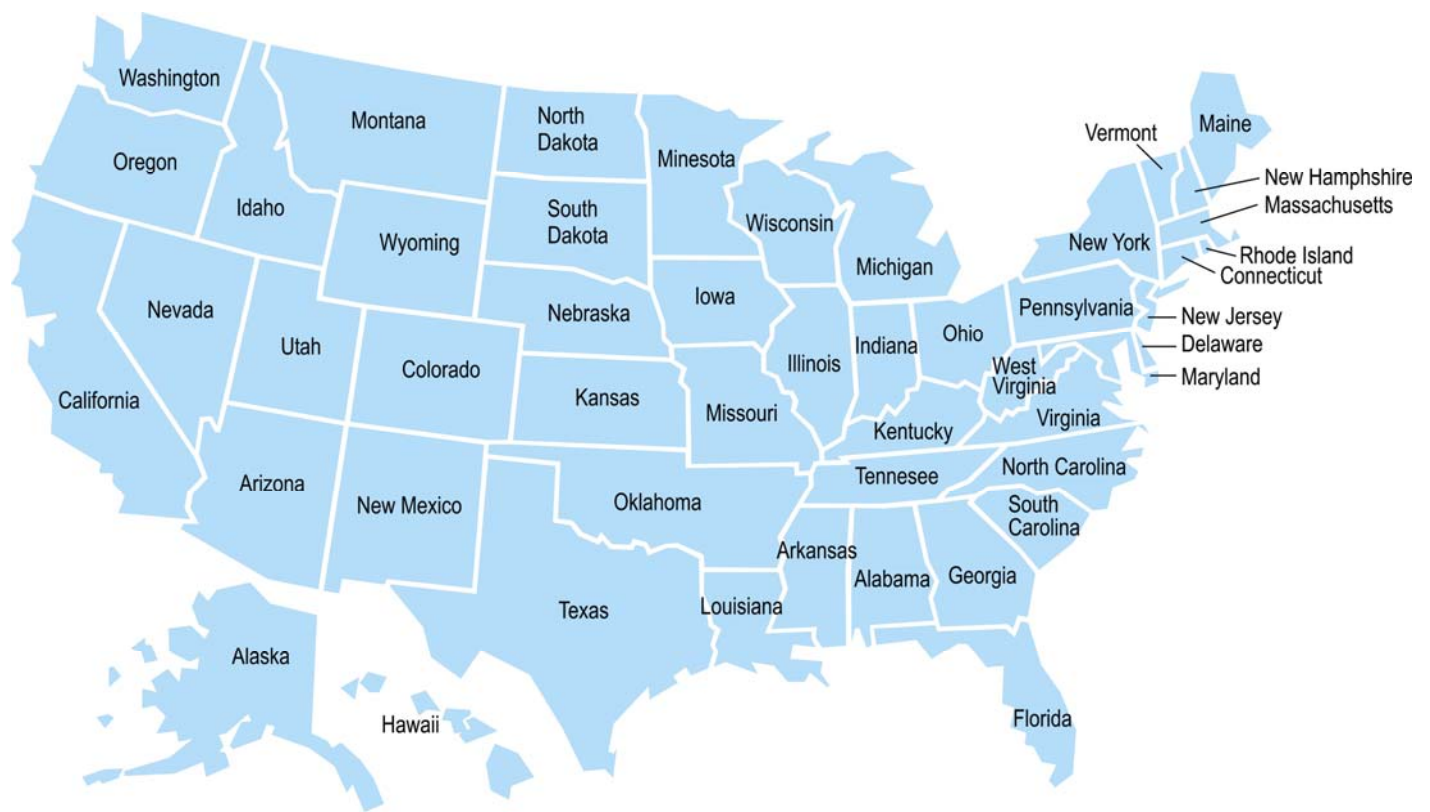 Washington
Montana
North
Dakota
Minesota
Vermont
Maine
Oregon
Idaho
Wyoming
South
Dakota
Wisconsin
Michigan
New York
New Hamphshire
Massachusetts
Rhode Island
Connecticut
Nevada
Utah
Colorado
Nebraska
Iowa
Illinois
Indiana
Ohio
Pennsylvania
New Jersey
Delaware
Maryland
California
Kansas
Missouri
Kentucky
West
Virginia
Virginia
Arizona
New Mexico
Oklahoma
Tennesee
North Carolina
South
Carolina
Arkansas
Alabama
Georgia
Texas
Louisiana
Alaska
Hawaii
Florida